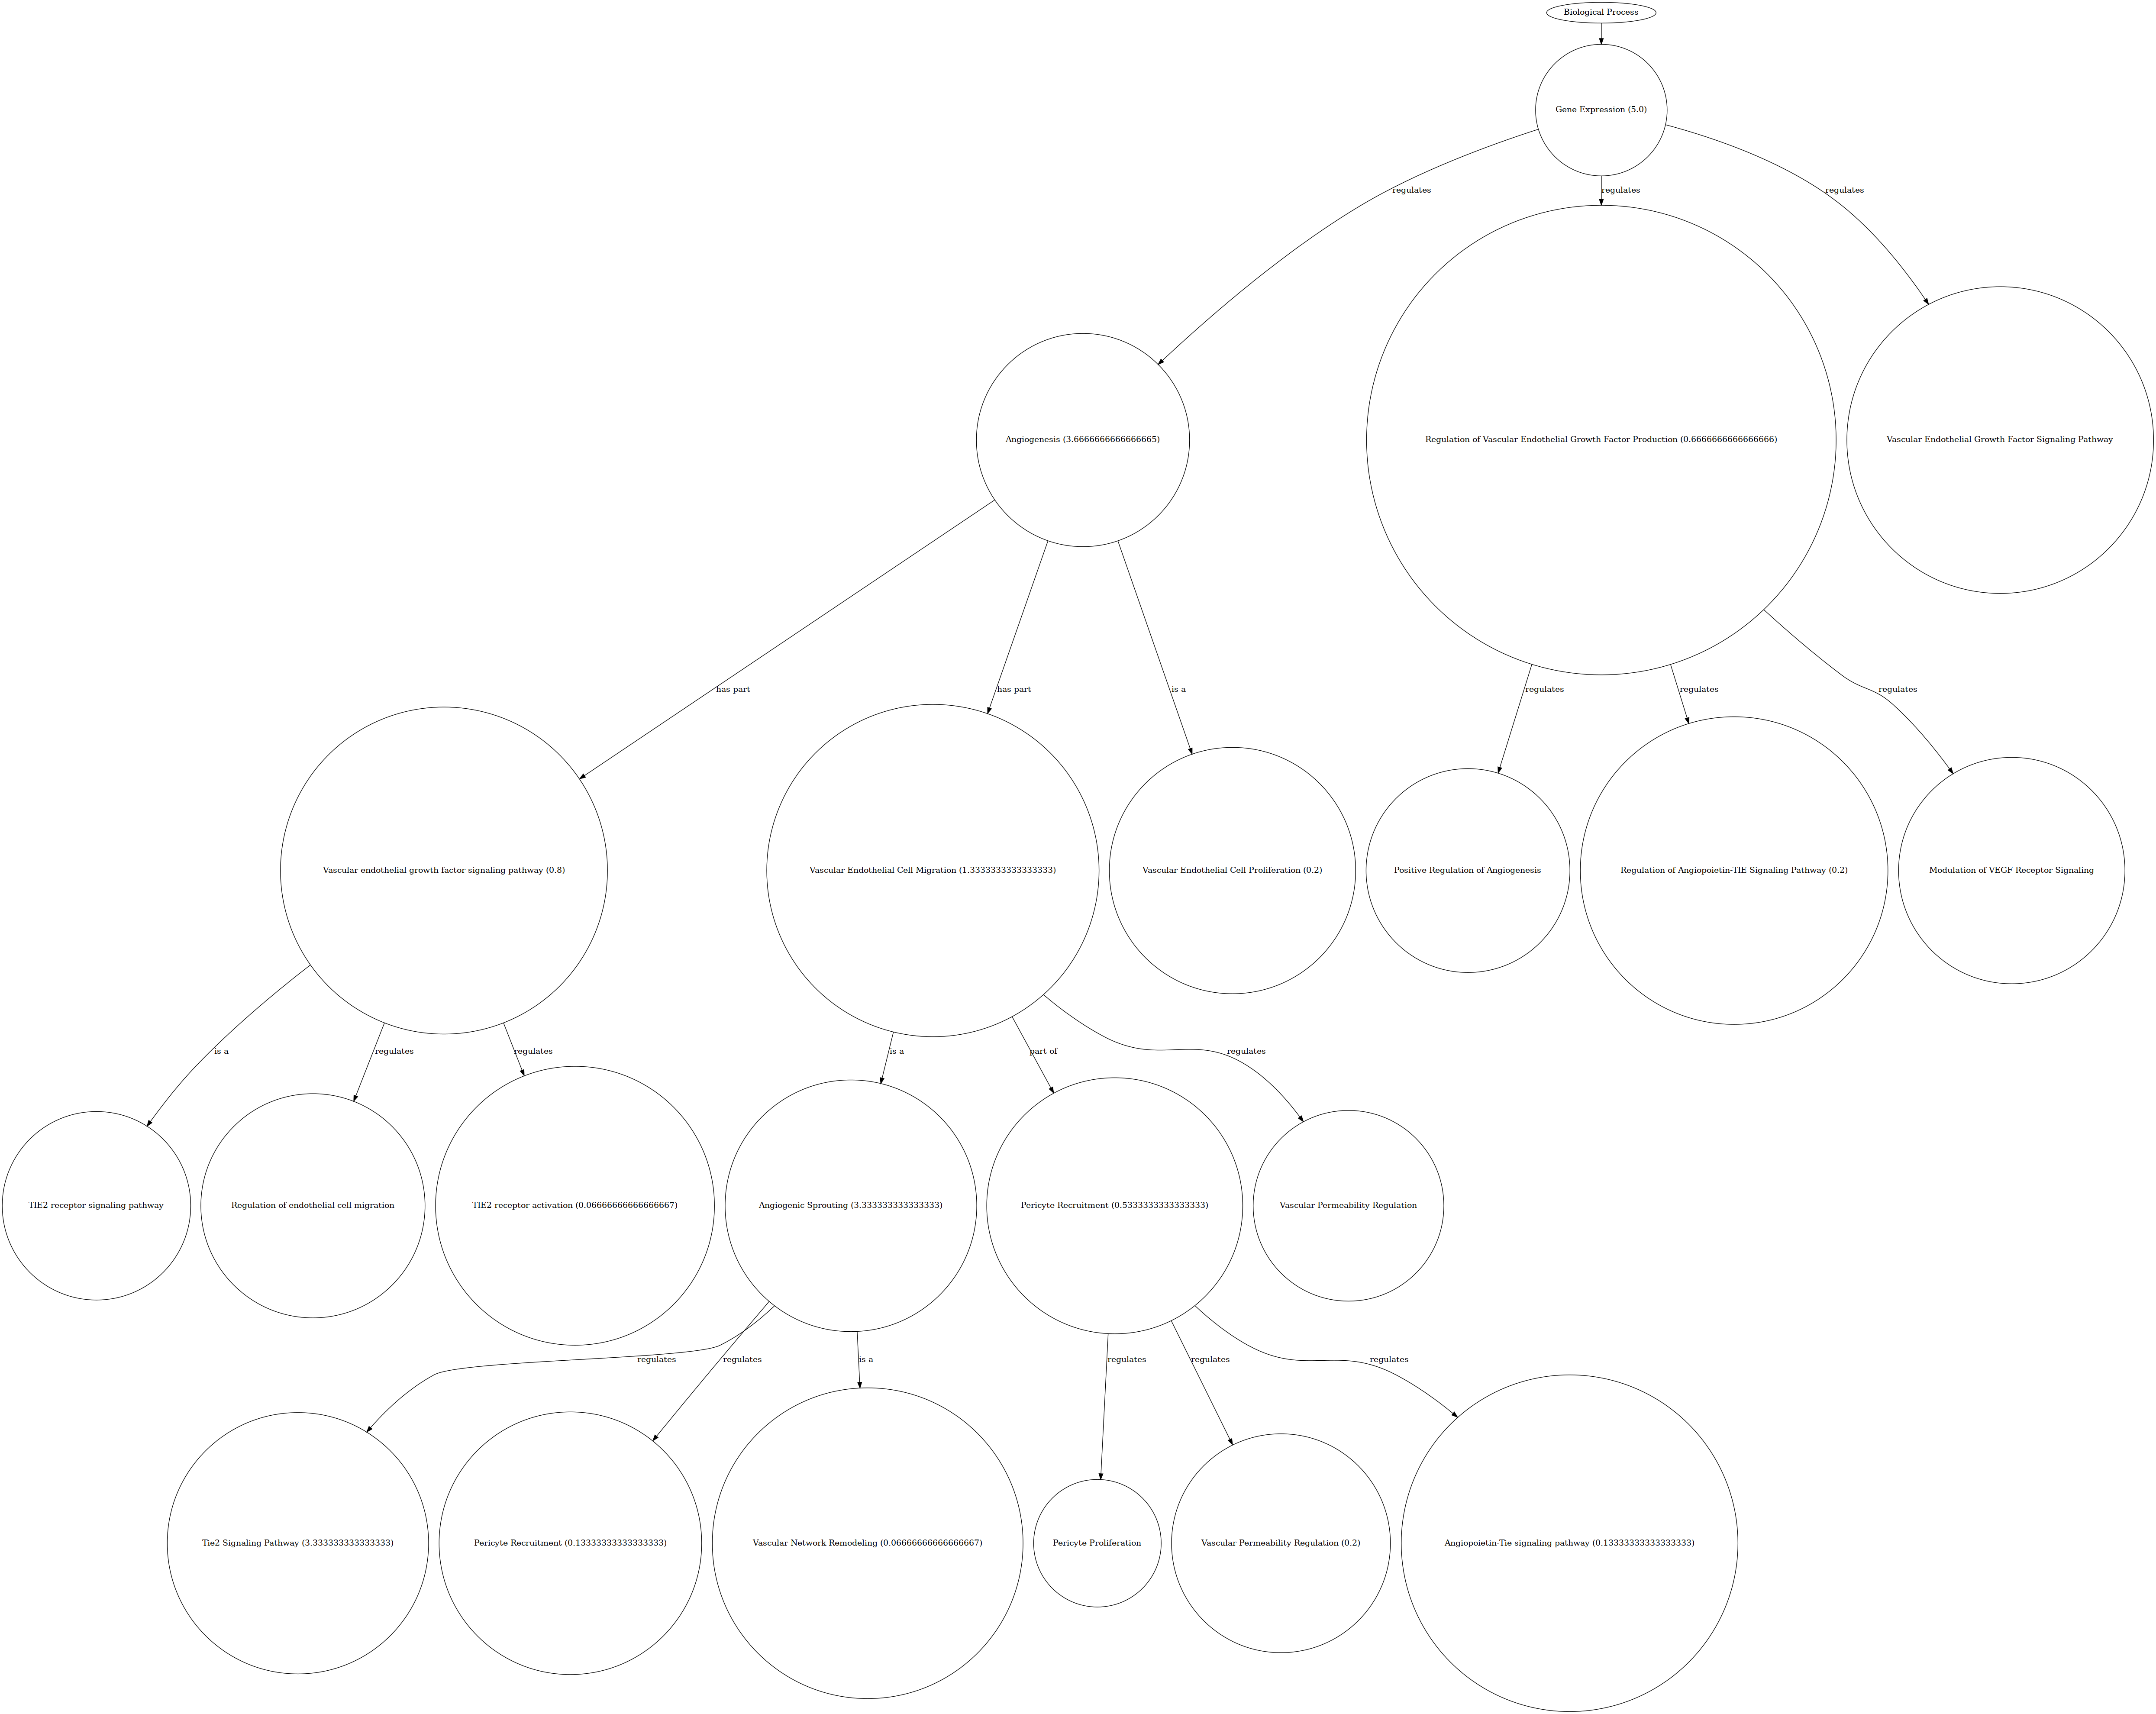 Biological Process
Gene Expression (5.0)
regulates
regulates
regulates
Angiogenesis (3.6666666666666665)
Regulation of Vascular Endothelial Growth Factor Production (0.6666666666666666)
Vascular Endothelial Growth Factor Signaling Pathway
has part
has part
is a
regulates
regulates
regulates
Vascular endothelial growth factor signaling pathway (0.8)
Vascular Endothelial Cell Migration (1.3333333333333333)
Vascular Endothelial Cell Proliferation (0.2)
Positive Regulation of Angiogenesis
Regulation of Angiopoietin-TIE Signaling Pathway (0.2)
Modulation of VEGF Receptor Signaling
is a
regulates
regulates
is a
part of
regulates
TIE2 receptor signaling pathway
Regulation of endothelial cell migration
TIE2 receptor activation (0.06666666666666667)
Angiogenic Sprouting (3.333333333333333)
Pericyte Recruitment (0.5333333333333333)
Vascular Permeability Regulation
regulates
regulates
is a
regulates
regulates
regulates
Tie2 Signaling Pathway (3.333333333333333)
Pericyte Recruitment (0.13333333333333333)
Vascular Network Remodeling (0.06666666666666667)
Pericyte Proliferation
Vascular Permeability Regulation (0.2)
Angiopoietin-Tie signaling pathway (0.13333333333333333)